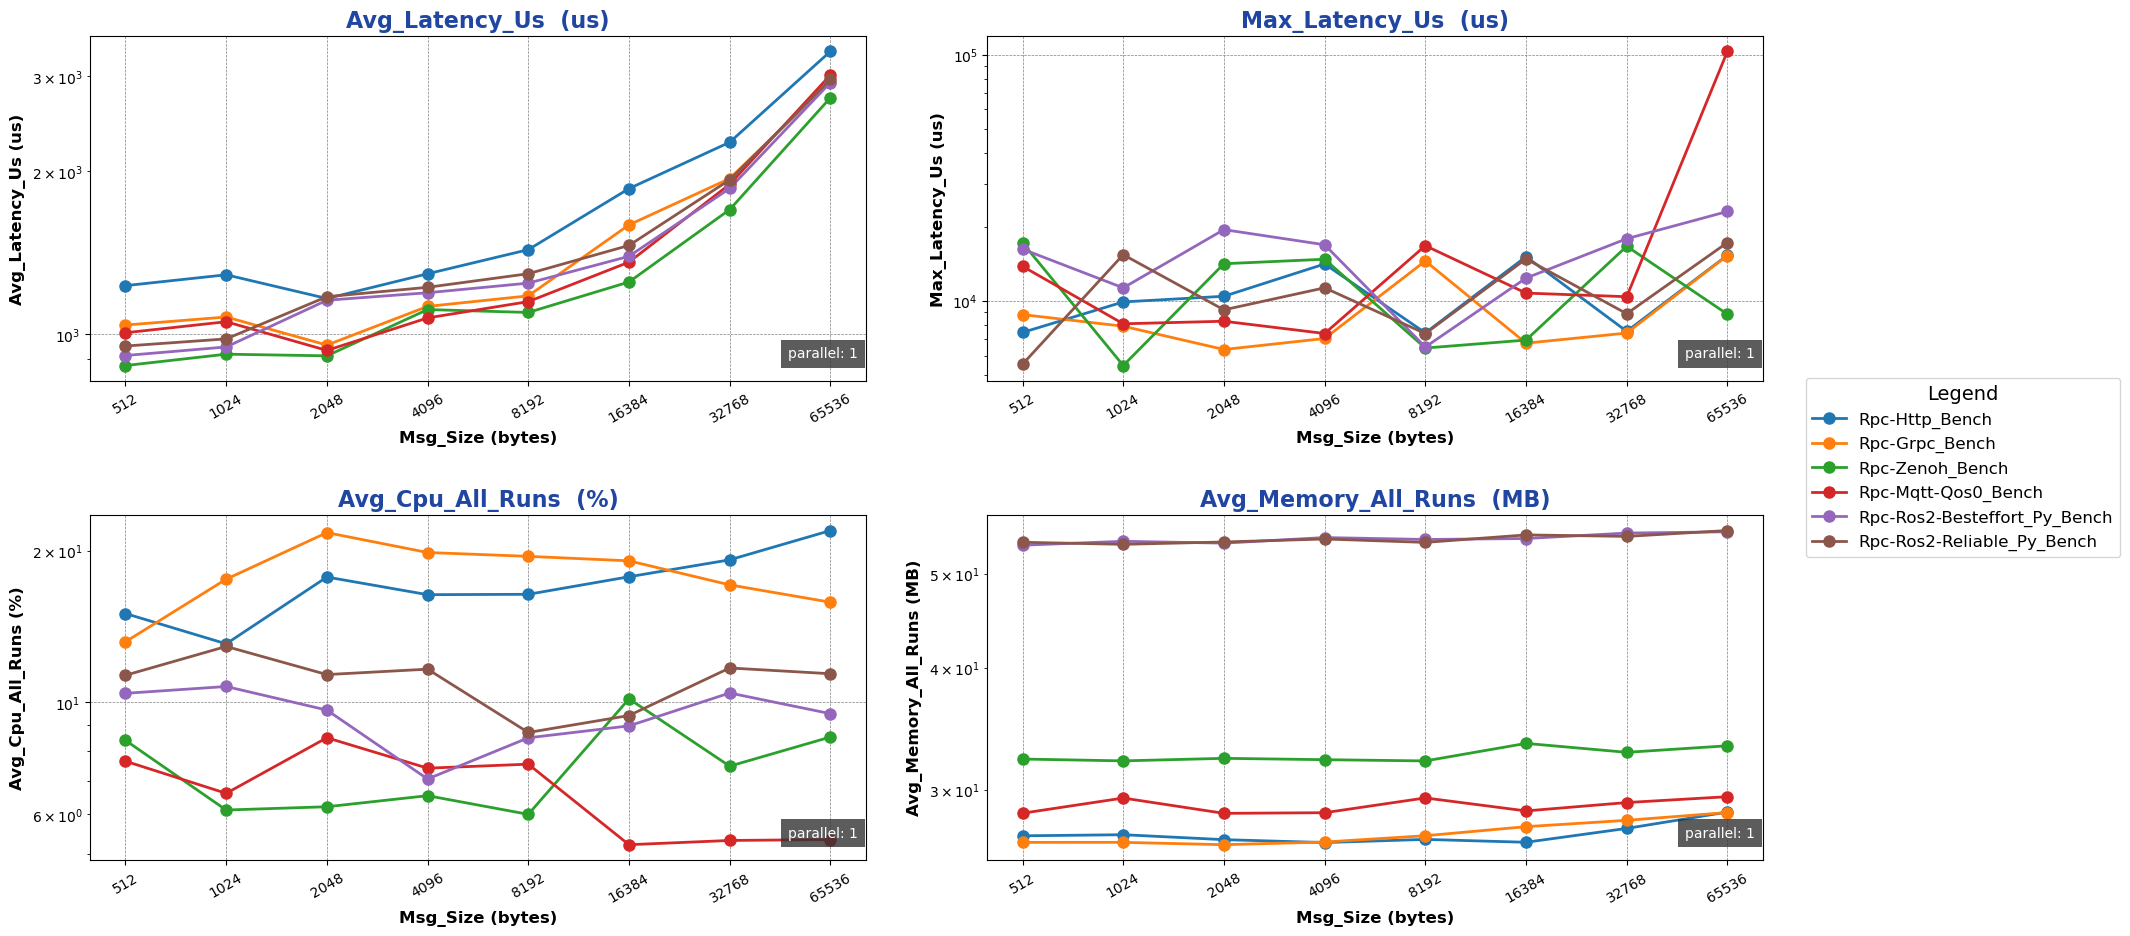 Avg_Latency_Us (us)
Avg_Latency_Us (us)
3 × 10³
2 × 10³
10³
parallel: 1
512
1024
2048
4096
8192
16384
32768
65536
Msg_Size (bytes)
Max_Latency_Us (us)
Max_Latency_Us (us)
10⁵
10⁴
parallel: 1
512
1024
2048
4096
8192
16384
32768
65536
Msg_Size (bytes)
Avg_Cpu_All_Runs (%)
Avg_Cpu_All_Runs (%)
2 × 10¹
10¹
6 × 10⁰
parallel: 1
512
1024
2048
4096
8192
16384
32768
65536
Msg_Size (bytes)
Avg_Memory_All_Runs (MB)
Avg_Memory_All_Runs (MB)
5 × 10¹
4 × 10¹
3 × 10¹
parallel: 1
512
1024
2048
4096
8192
16384
32768
65536
Msg_Size (bytes)
Legend
Rpc-Http_Bench
Rpc-Grpc_Bench
Rpc-Zenoh_Bench
Rpc-Mqtt-Qos0_Bench
Rpc-Ros2-Besteffort_Py_Bench
Rpc-Ros2-Reliable_Py_Bench